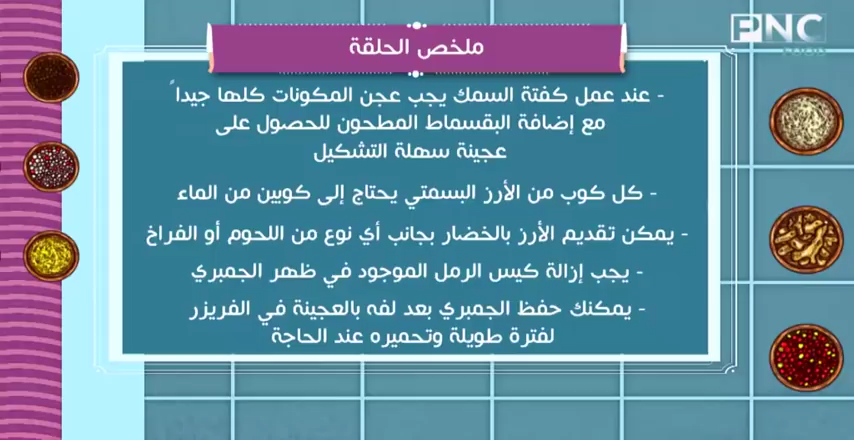 PNC
FOOD
ملخص الحلقة
- عند عمل كفتة السمك يجب عجن المكونات كلها جيداً
مع إضافة البقسماط المطحون للحصول على
عجينة سهلة التشكيل
- كل كوب من الأرز البسمتي يحتاج إلى كوبين من الماء
- يمكن تقديم الأرز بالخضار بجانب أي نوع من اللحوم أو الفراخ
- يجب إزالة كيس الرمل الموجود في ظهر الجمبري
- يمكنك حفظ الجمبري بعد لفه بالعجينة في الفريزر
لفترة طويلة وتحميره عند الحاجة